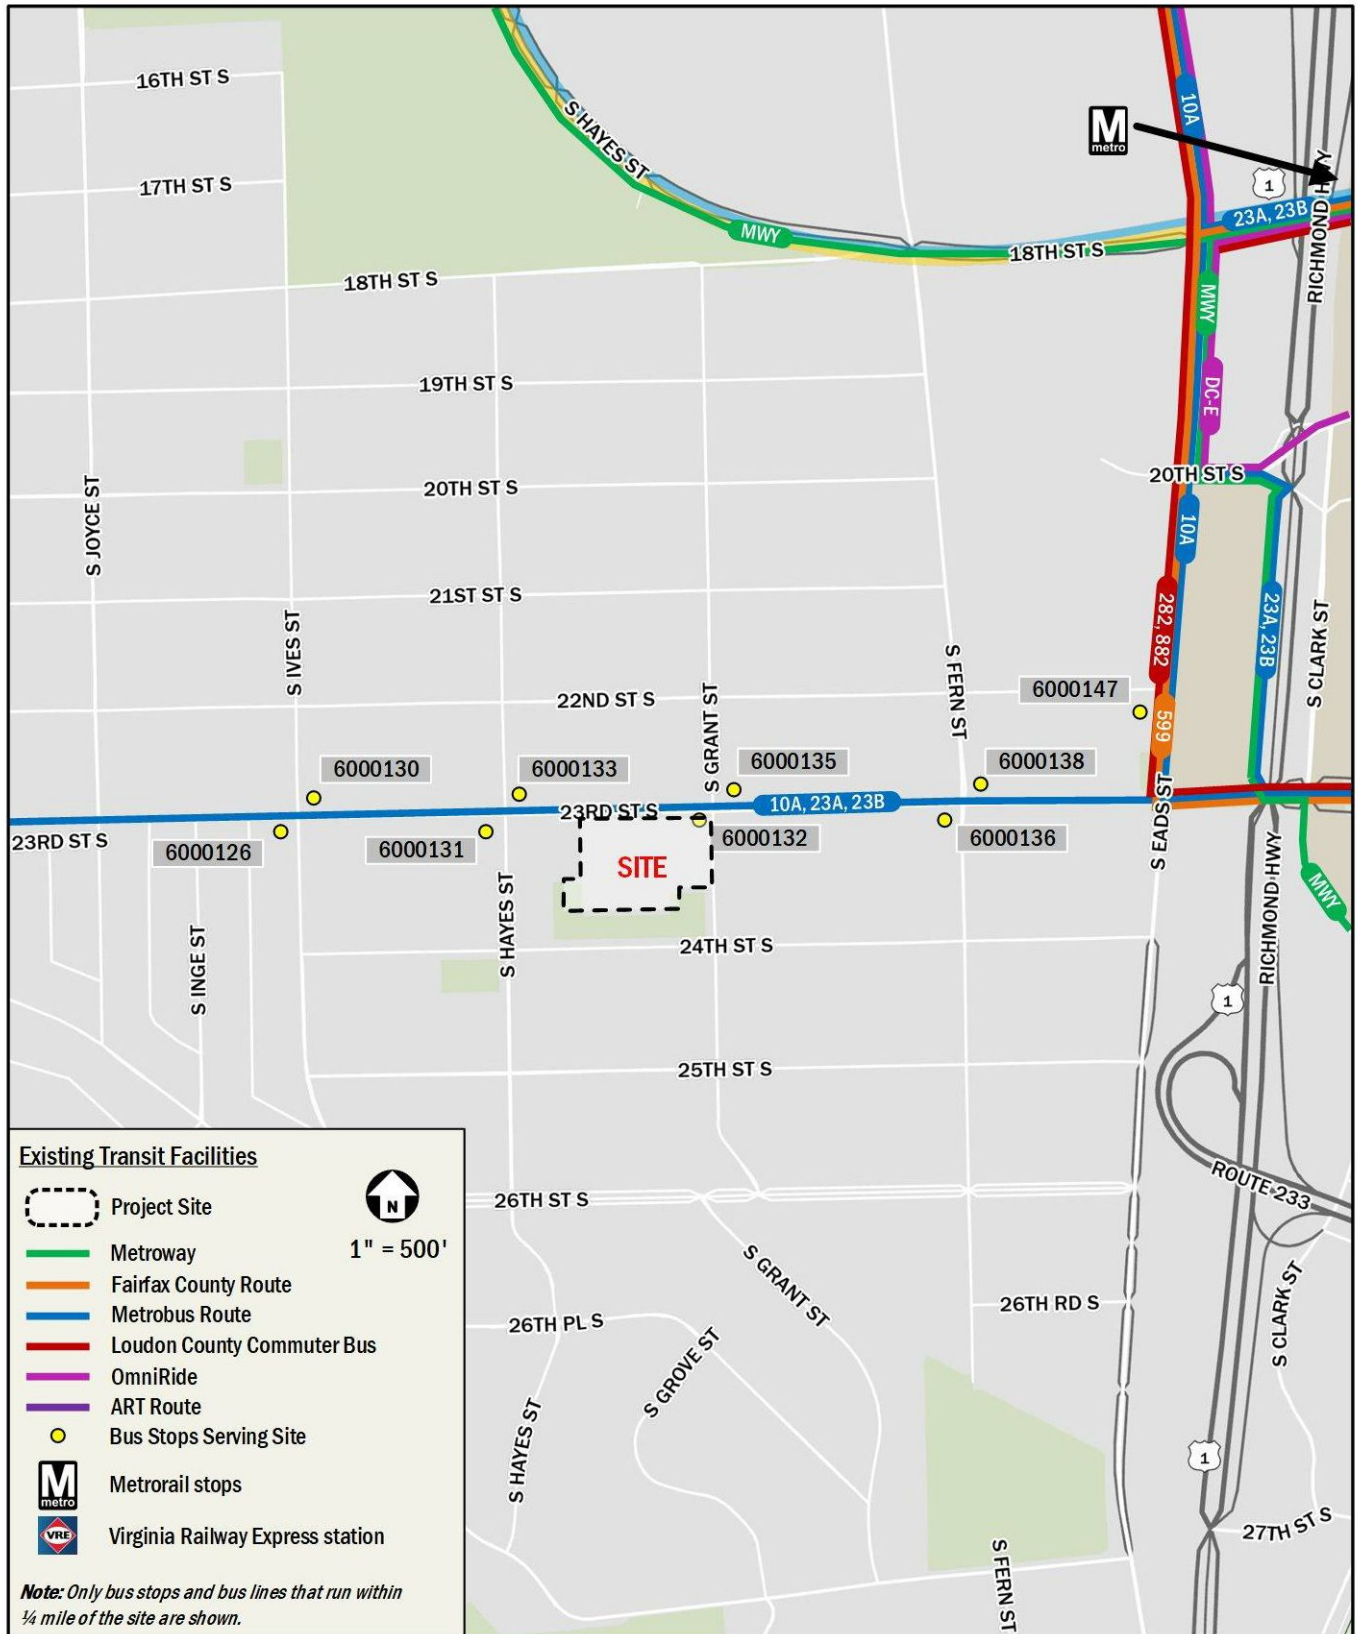 16TH ST S
10A
M
metro
S HAYES ST
17TH ST S
1
RICHMOND HWY
23A, 23B
MWY
18TH ST S
18TH ST S
MWY
19TH ST S
DC-E
20TH ST S
20TH ST S
S JOYCE ST
10A
21ST ST S
282, 882
23A, 23B
S CLARK ST
S IVES ST
S FERN ST
6000147
22ND ST S
S GRANT ST
599
6000130
6000133
6000135
6000138
23RD ST S
10A, 23A, 23B
23RD ST S
6000126
6000131
6000132
6000136
S EADS ST
SITE
MWY
RICHMOND HWY
S HAYES ST
24TH ST S
S INGE ST
1
25TH ST S
Existing Transit Facilities
Project Site
N
1" = 500'
Metroway
Fairfax County Route
Metrobus Route
Loudon County Commuter Bus
OmniRide
ART Route
Bus Stops Serving Site
M
metro
Metrorail stops
VRE
Virginia Railway Express station
Note: Only bus stops and bus lines that run within
¼ mile of the site are shown.
26TH ST S
ROUTE 233
S GRANT ST
26TH RD S
26TH PL S
S GROVE ST
S CLARK ST
S HAYES ST
1
27TH ST S
S FERN ST